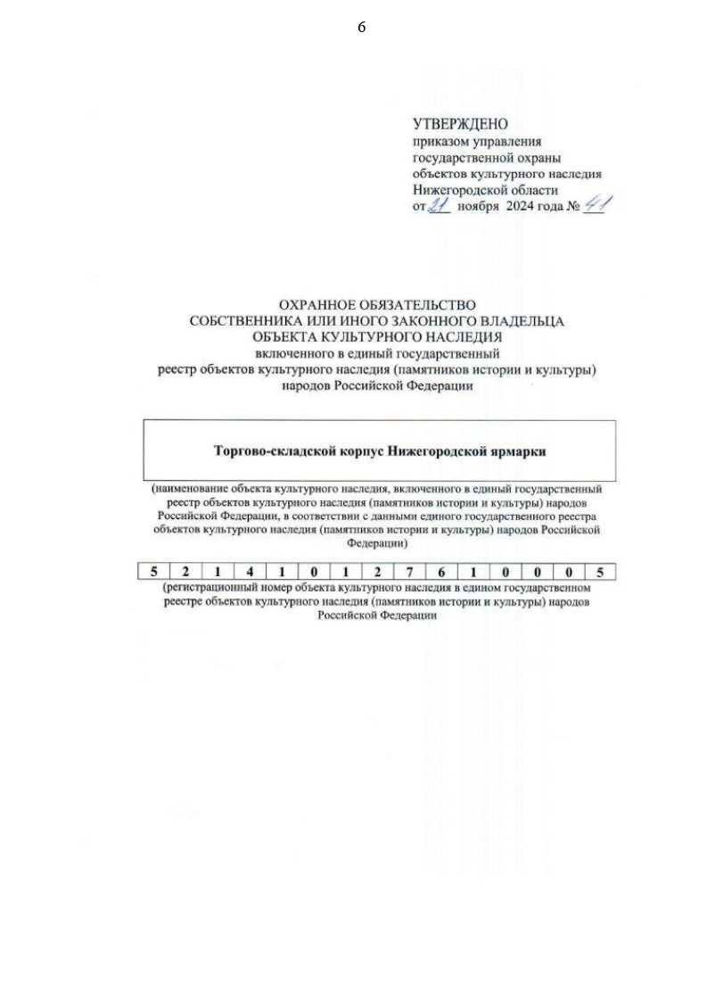 6
УТВЕРЖДЕНО
приказом управления
государственной охраны
объектов культурного наследия
Нижегородской области
от 21 ноября 2024 года № 41
ОХРАННОЕ ОБЯЗАТЕЛЬСТВО
СОБСТВЕННИКА ИЛИ ИНОГО ЗАКОННОГО ВЛАДЕЛЬЦА
ОБЪЕКТА КУЛЬТУРНОГО НАСЛЕДИЯ
включенного в единый государственный
реестр объектов культурного наследия (памятников истории и культуры)
народов Российской Федерации
Торгово-складской корпус Нижегородской ярмарки
(наименование объекта культурного наследия, включенного в единый государственный
реестр объектов культурного наследия (памятников истории и культуры) народов
Российской Федерации, в соответствии с данными единого государственного реестра
объектов культурного наследия (памятников истории и культуры) народов Российской
Федерации)
5 2 1 4 1 0 1 2 7 6 1 0 0 0 5
(регистрационный номер объекта культурного наследия в едином государственном
реестре объектов культурного наследия (памятников истории и культуры) народов
Российской Федерации